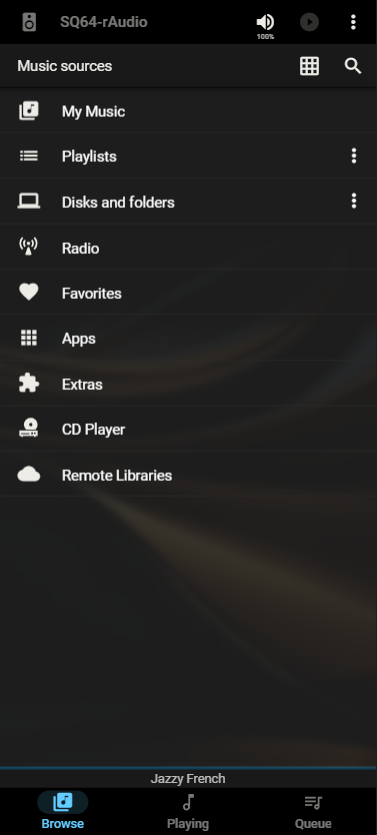 SQ64-rAudio
100%
Music sources
My Music
Playlists
Disks and folders
Radio
Favorites
Apps
Extras
CD Player
Remote Libraries
Jazzy French
Browse Playing Queue